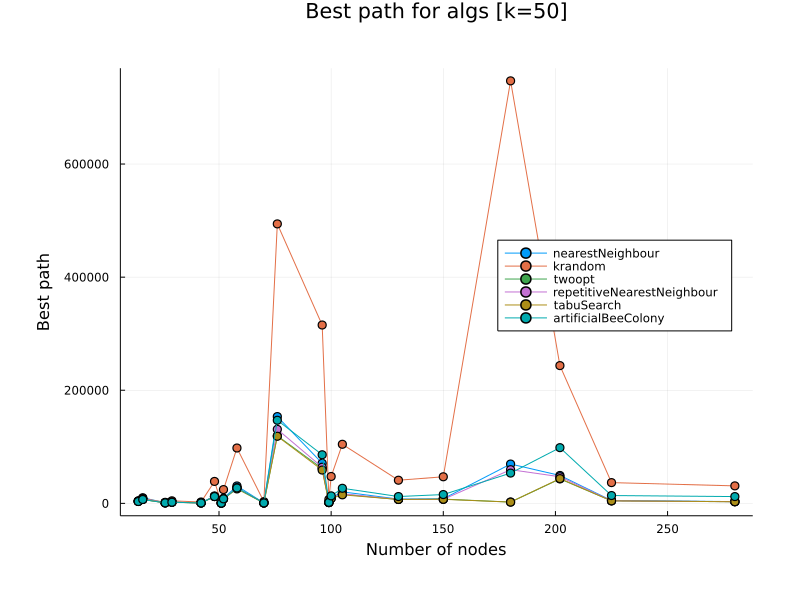 Best path for algs [k=50]
600000
400000
200000
0
Best path
50
100
150
200
250
Number of nodes
nearestNeighbour
krandom
twoopt
repetitiveNearestNeighbour
tabuSearch
artificialBeeColony